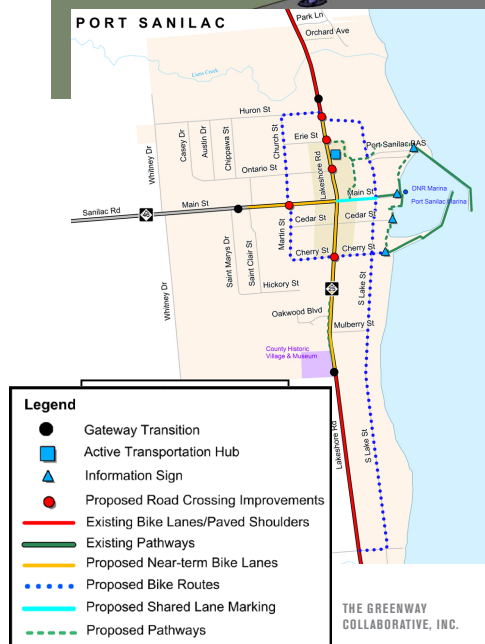 PORT SANILAC
Park Ln
Orchard Ave
Liens Creek
Huron St
Whitney Dr
Casey Dr
Austin Dr
Chippawa St
Church St
Erie St
Lakeshore Rd
Port Sanilac BAS
Ontario St
DNR Marina
Port Sanilac Marina
Main St
Main St
Sanilac Rd
46
Cedar St
Cedar St
Martin St
Saint Marys Dr
Saint Clair St
Cherry St
Cherry St
Hickory St
25
S Lake St
Whitney Dr
Oakwood Blvd
Mulberry St
County Historic
Village & Museum
Lakeshore Rd
S Lake St
Legend
Gateway Transition
Active Transportation Hub
Information Sign
Proposed Road Crossing Improvements
Existing Bike Lanes/Paved Shoulders
Existing Pathways
Proposed Near-term Bike Lanes
Proposed Bike Routes
Proposed Shared Lane Marking
Proposed Pathways
THE GREENWAY
COLLABORATIVE, INC.